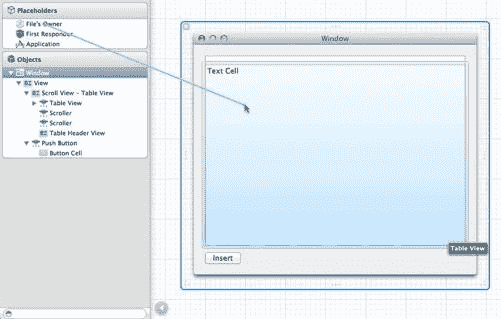 Placeholders
File's Owner
First Responder
Application
Objects
Window
View
Scroll View - Table View
Table View
Scroller
Scroller
Table Header View
Push Button
Button Cell
Window
Text Cell
Table View
Insert